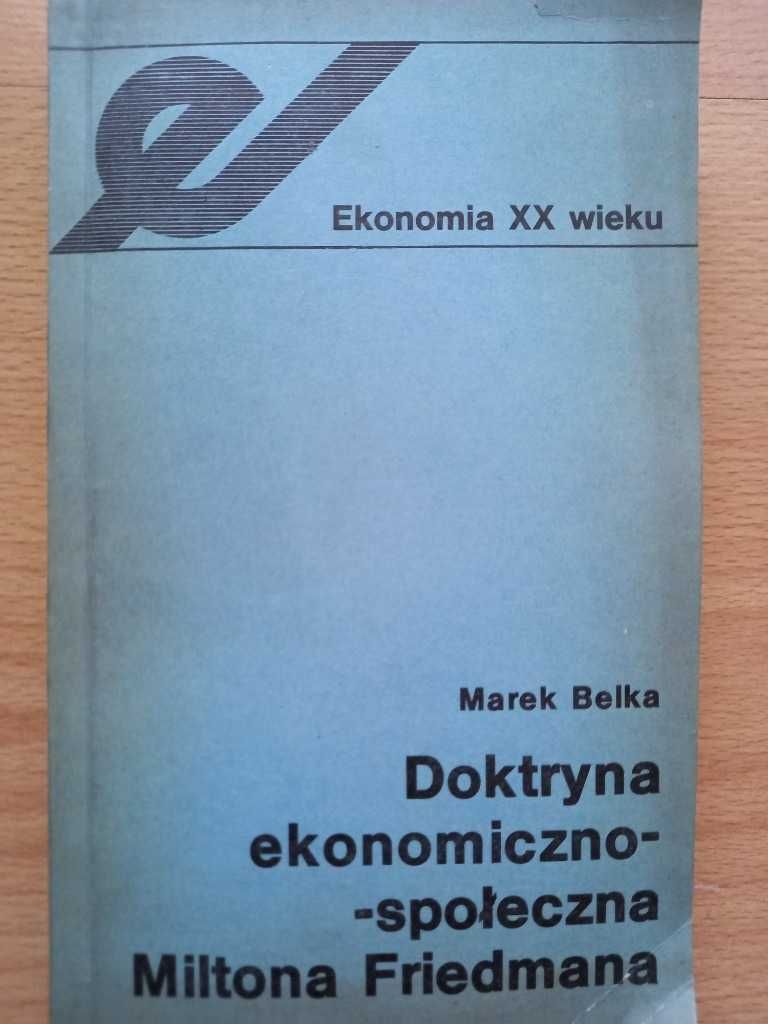 Ekonomia XX wieku
Marek Belka
Doktryna
ekonomiczno-
-społeczna
Miltona Friedmana